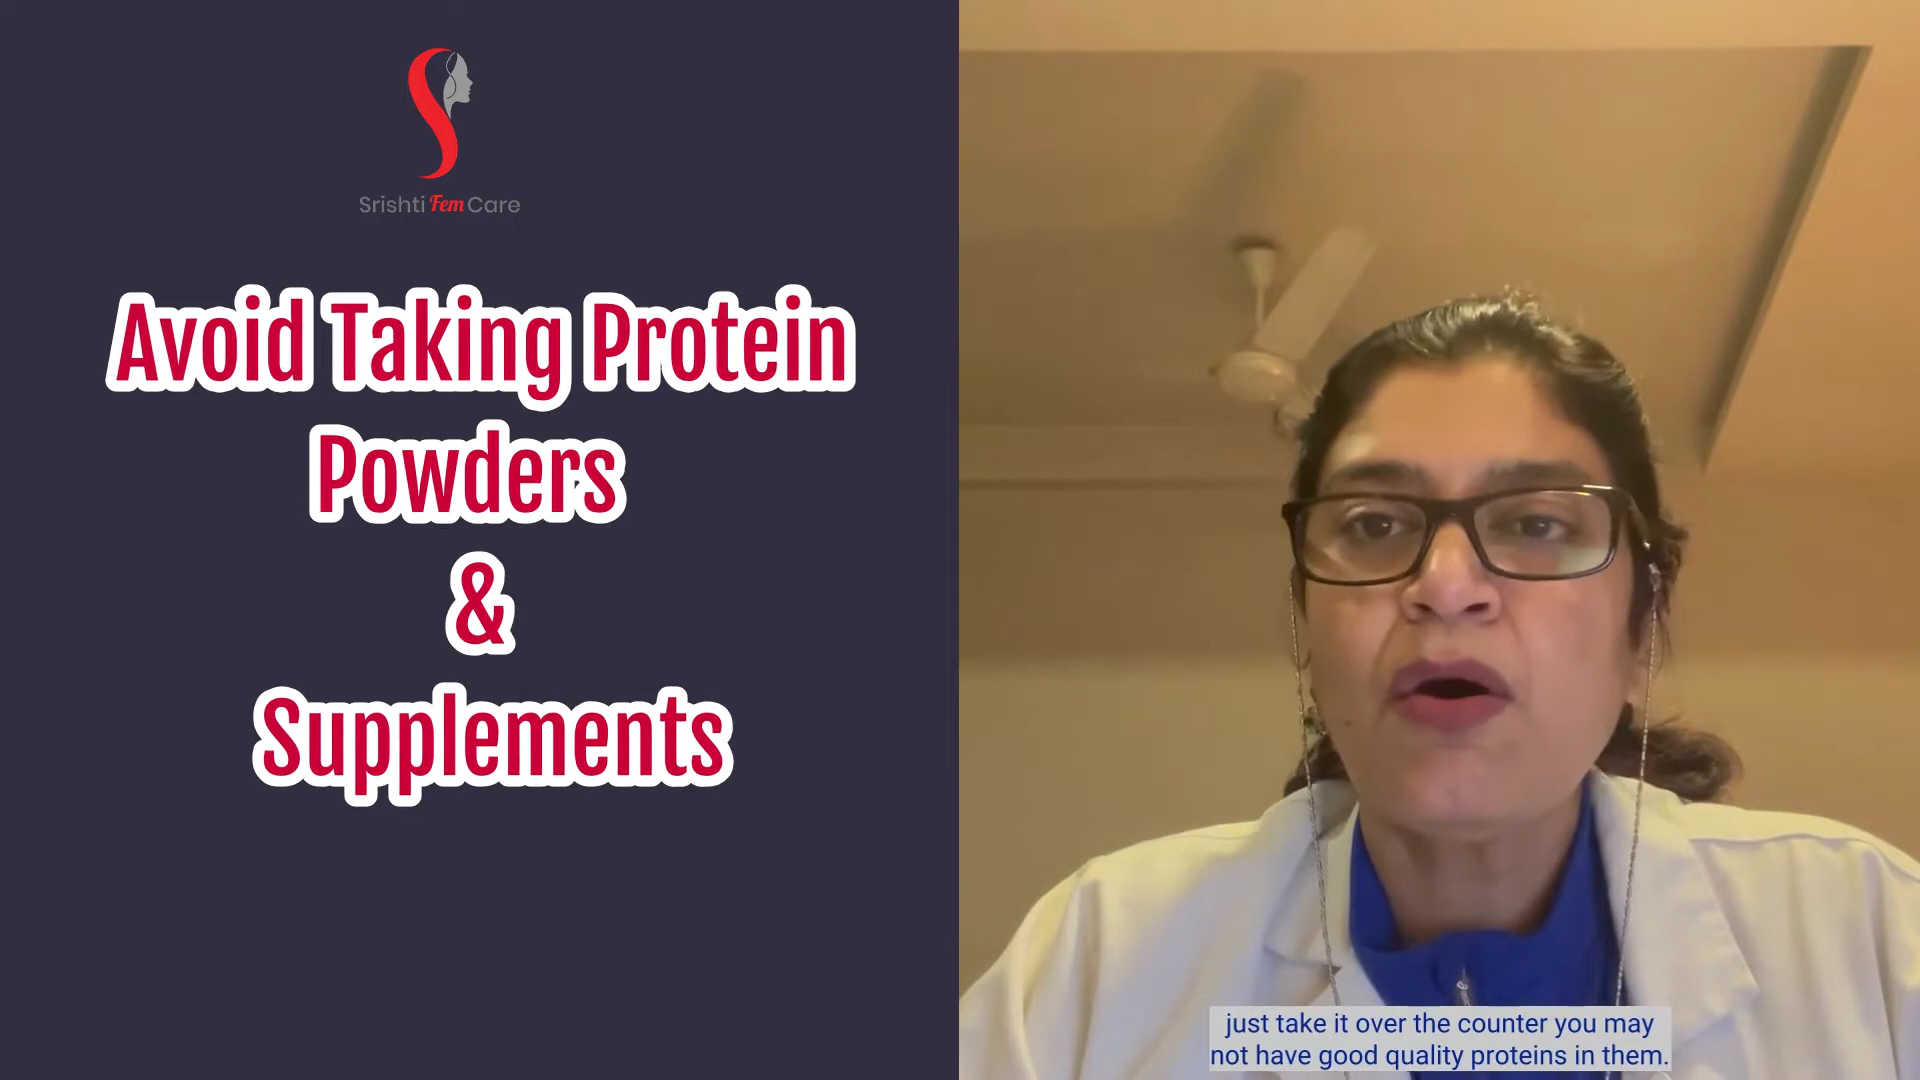 Srishti Fem Care
Avoid Taking Protein
Powders
&
Supplements
just take it over the counter you may
not have good quality proteins in them.